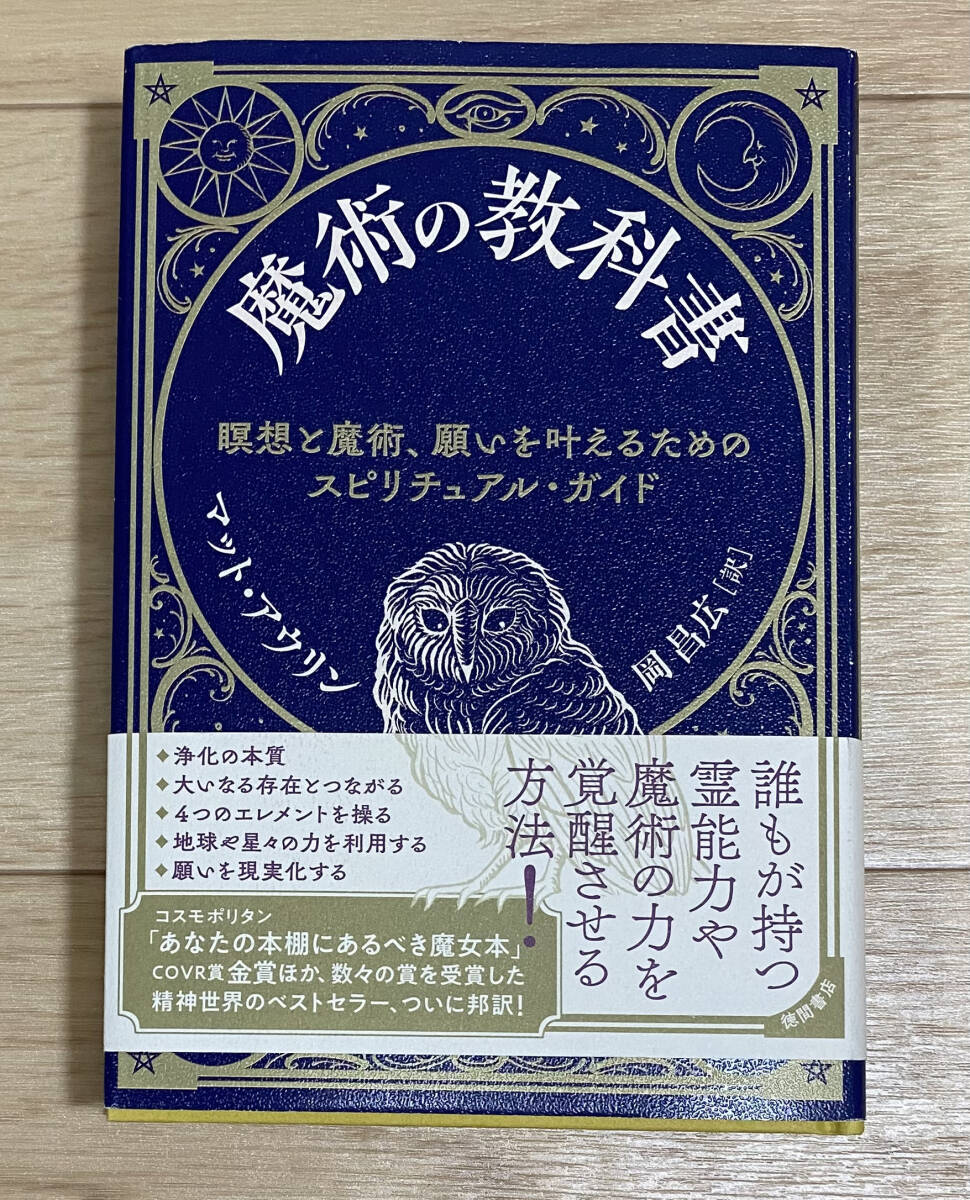 魔術の教科書
瞑想と魔術、願いを叶えるための
スピリチュアル・ガイド
マット・アウリン
岡 昌広[訳]
誰もが持つ
霊能力や
魔術の力を
覚醒させる
方法!
◆浄化の本質
◆大いなる存在とつながる
◆4つのエレメントを操る
◆地球や星々の力を利用する
◆願いを現実化する
コスモポリタン
「あなたの本棚にあるべき魔女本」
COVR賞 金賞ほか、数々の賞を受賞した
精神世界のベストセラー、ついに邦訳!
徳間書店